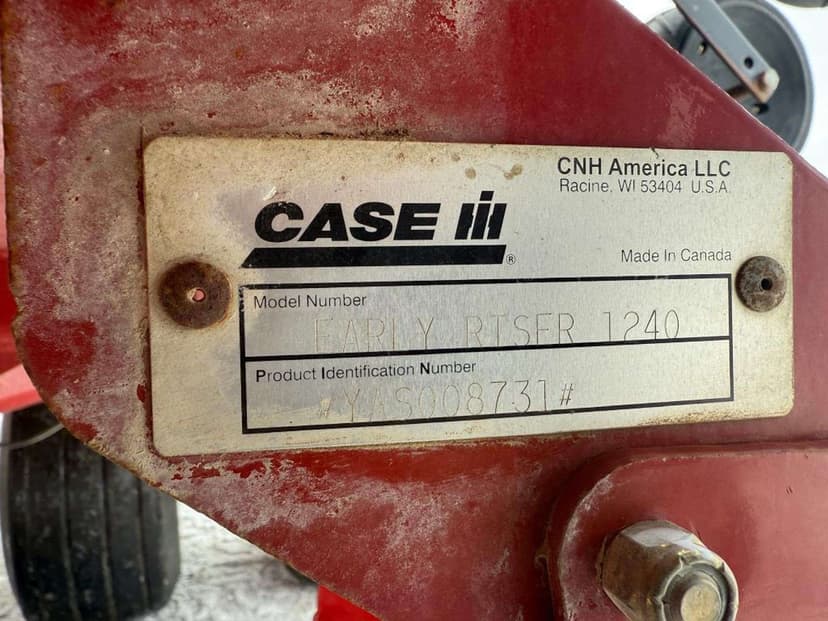 CNH America LLC
Racine, WI 53404 U.S.A.
CASE IH
®
Made In Canada
Model Number
EARLY RISER 1240
Product Identification Number
#YAS008731#